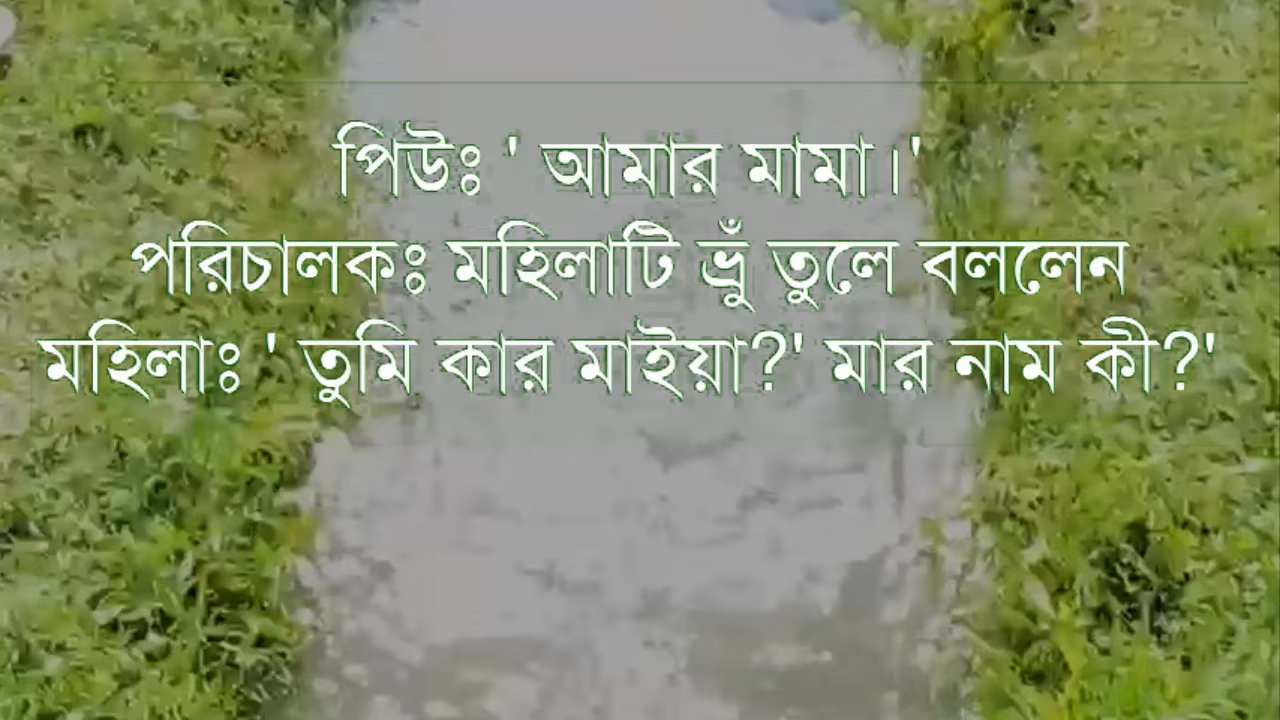 পিউঃ ' আমার মামা।'
পরিচালকঃ মহিলাটি ভ্রুঁ তুলে বললেন
মহিলাঃ ' তুমি কার মাইয়া?' মার নাম কী?'